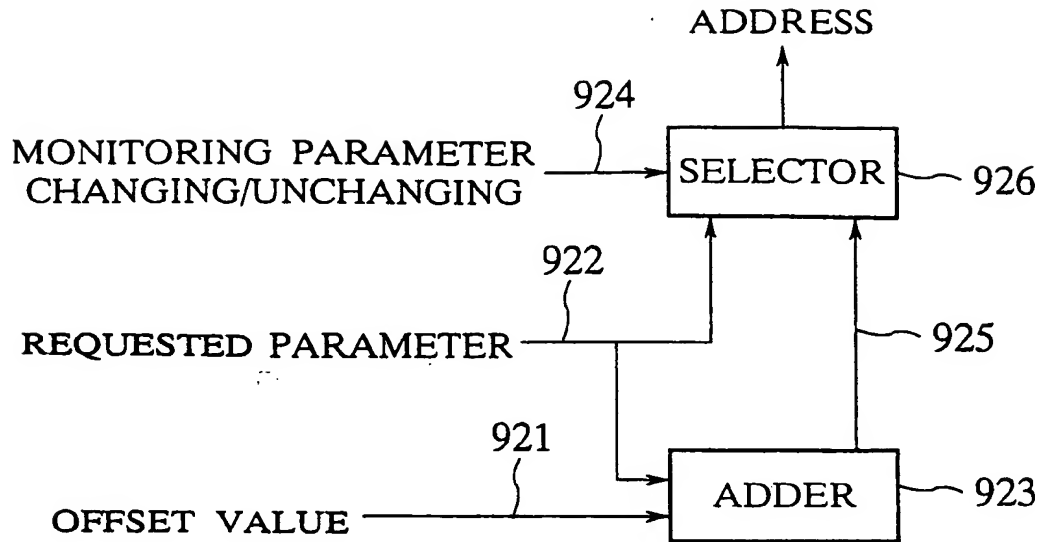 ADDRESS
924
MONITORING PARAMETER
CHANGING/UNCHANGING
SELECTOR
926
922
REQUESTED PARAMETER
925
921
OFFSET VALUE
ADDER
923